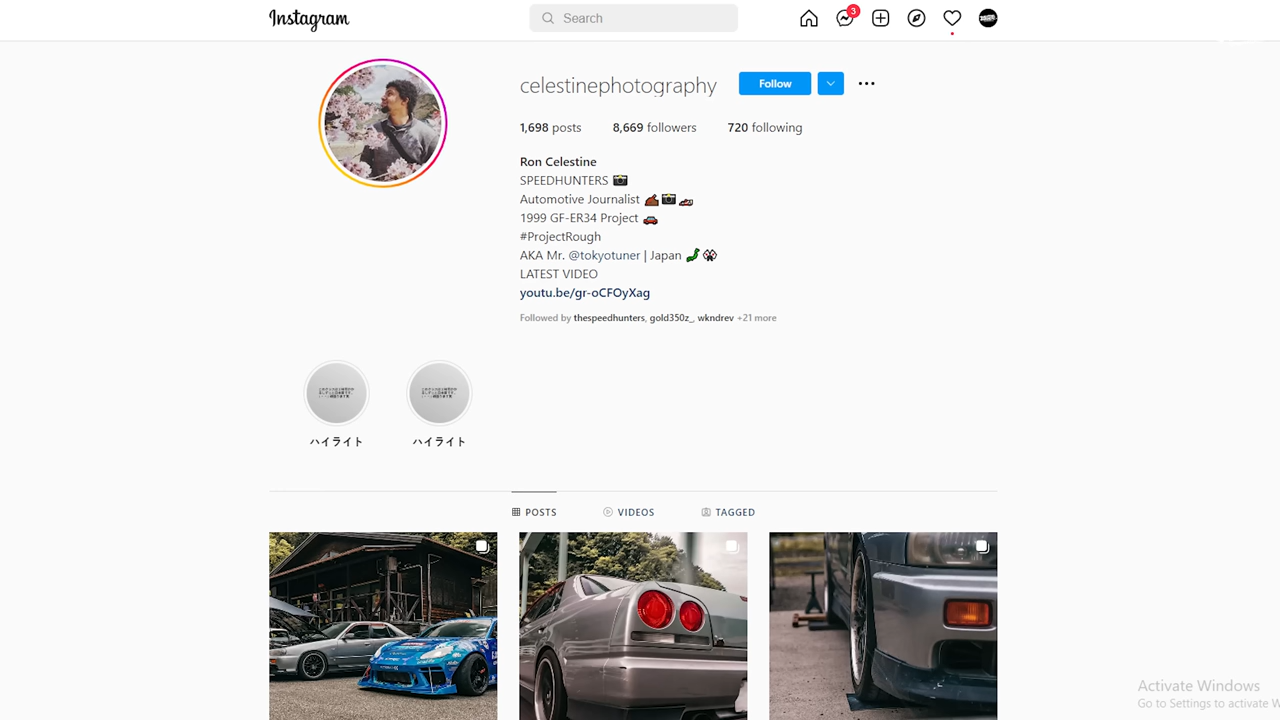 Instagram
Search
3
celestinephotography
Follow
1,698 posts 8,669 followers 720 following
Ron Celestine
SPEEDHUNTERS 📷
Automotive Journalist
1999 GF-ER34 Project
#ProjectRough
AKA Mr. @tokyotuner | Japan
LATEST VIDEO
youtu.be/gr-oCFOyXag
Followed by thespeedhunters, gold350z_, wkndrev +21 more
ハイライト ハイライト
POSTS VIDEOS TAGGED
Activate Windows
Go to Settings to activate W